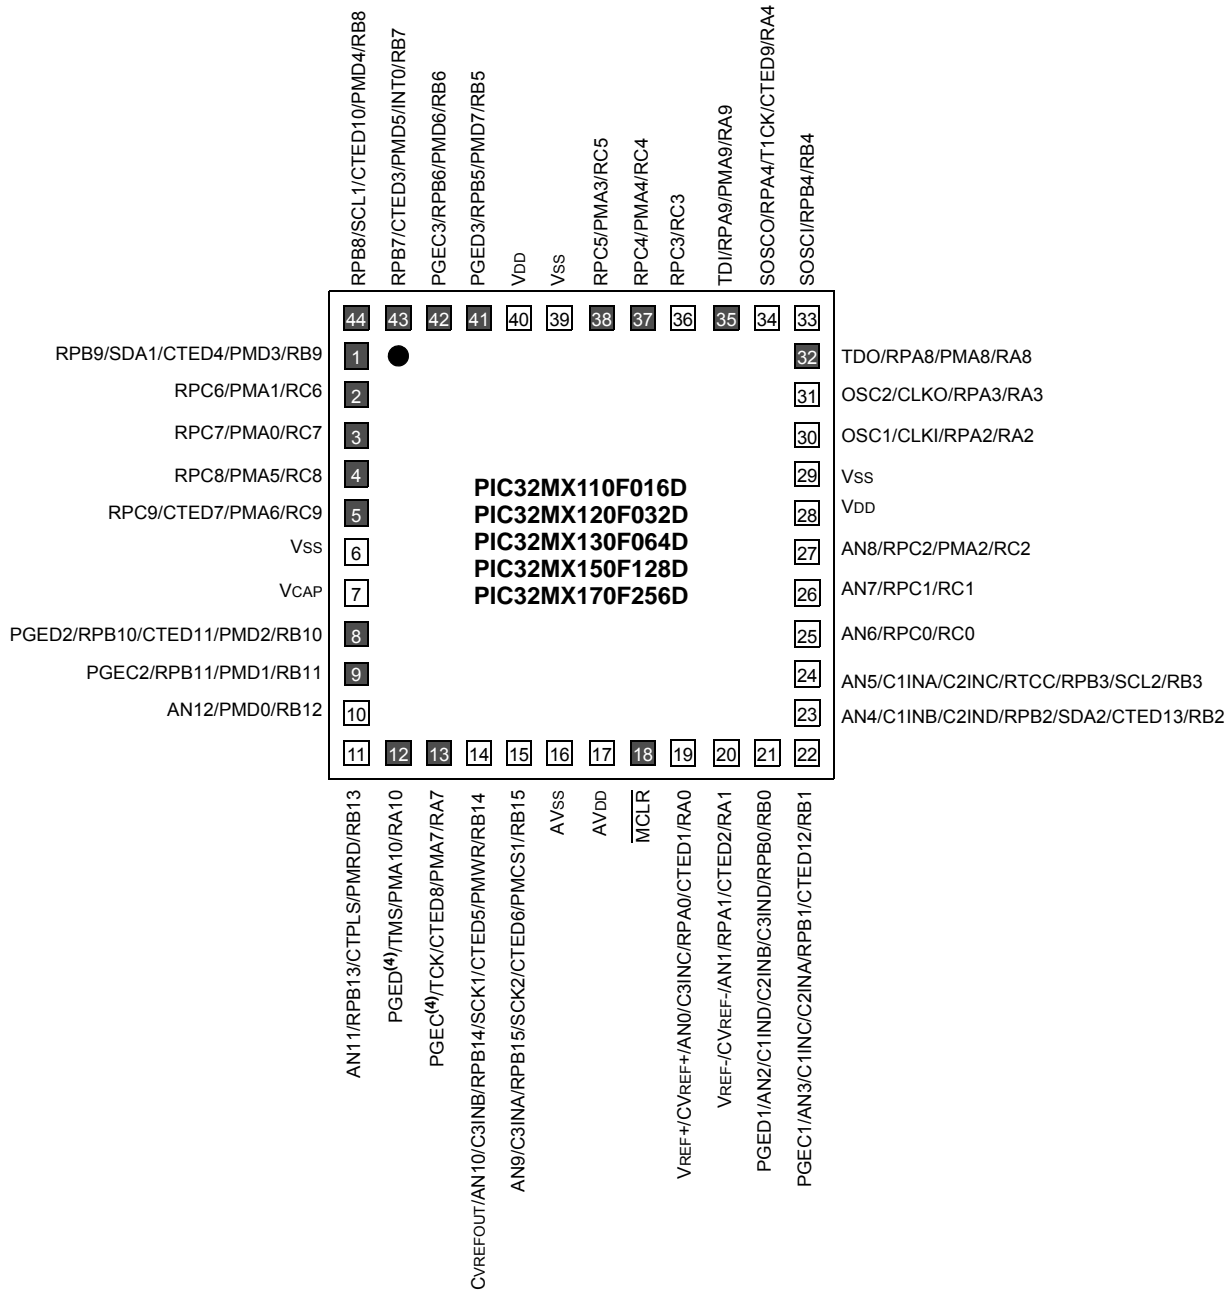 RPB8/SCL1/CTED10/PMD4/RB8
RPB7/CTED3/PMD5/INT0/RB7
PGEC3/RPB6/PMD6/RB6
PGED3/RPB5/PMD7/RB5
VDD
VSS
RPC5/PMA3/RC5
RPC4/PMA4/RC4
RPC3/RC3
TDI/RPA9/PMA9/RA9
SOSCO/RPA4/T1CK/CTED9/RA4
SOSCI/RPB4/RB4
44 43 42 41 40 39 38 37 36 35 34 33
RPB9/SDA1/CTED4/PMD3/RB9 1
RPC6/PMA1/RC6 2
RPC7/PMA0/RC7 3
RPC8/PMA5/RC8 4
RPC9/CTED7/PMA6/RC9 5
VSS 6
VCAP 7
PGED2/RPB10/CTED11/PMD2/RB10 8
PGEC2/RPB11/PMD1/RB11 9
AN12/PMD0/RB12 10
PIC32MX110F016D
PIC32MX120F032D
PIC32MX130F064D
PIC32MX150F128D
PIC32MX170F256D
32 TDO/RPA8/PMA8/RA8
31 OSC2/CLKO/RPA3/RA3
30 OSC1/CLKI/RPA2/RA2
29 VSS
28 VDD
27 AN8/RPC2/PMA2/RC2
26 AN7/RPC1/RC1
25 AN6/RPC0/RC0
24 AN5/C1INA/C2INC/RTCC/RPB3/SCL2/RB3
23 AN4/C1INB/C2IND/RPB2/SDA2/CTED13/RB2
11 12 13 14 15 16 17 18 19 20 21 22
AN11/RPB13/CTPLS/PMRD/RB13
PGED(4)/TMS/PMA10/RA10
PGEC(4)/TCK/CTED8/PMA7/RA7
CVREFOUT/AN10/C3INB/RPB14/SCK1/CTED5/PMWR/RB14
AN9/C3INA/RPB15/SCK2/CTED6/PMCS1/RB15
AVSS
AVDD
MCLR
VREF+/CVREF+/AN0/C3INC/RPA0/CTED1/RA0
VREF-/CVREF-/AN1/RPA1/CTED2/RA1
PGED1/AN2/C1IND/C2INB/C3IND/RPB0/RB0
PGEC1/AN3/C1INC/C2INA/RPB1/CTED12/RB1